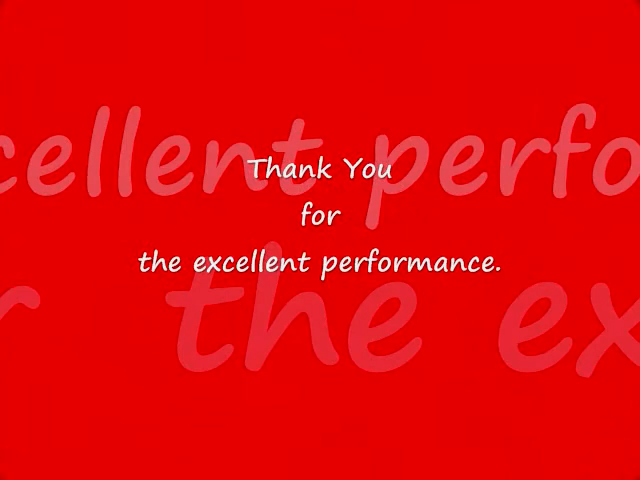 cellent perfo
Thank You
for
the excellent performance.
r the ex